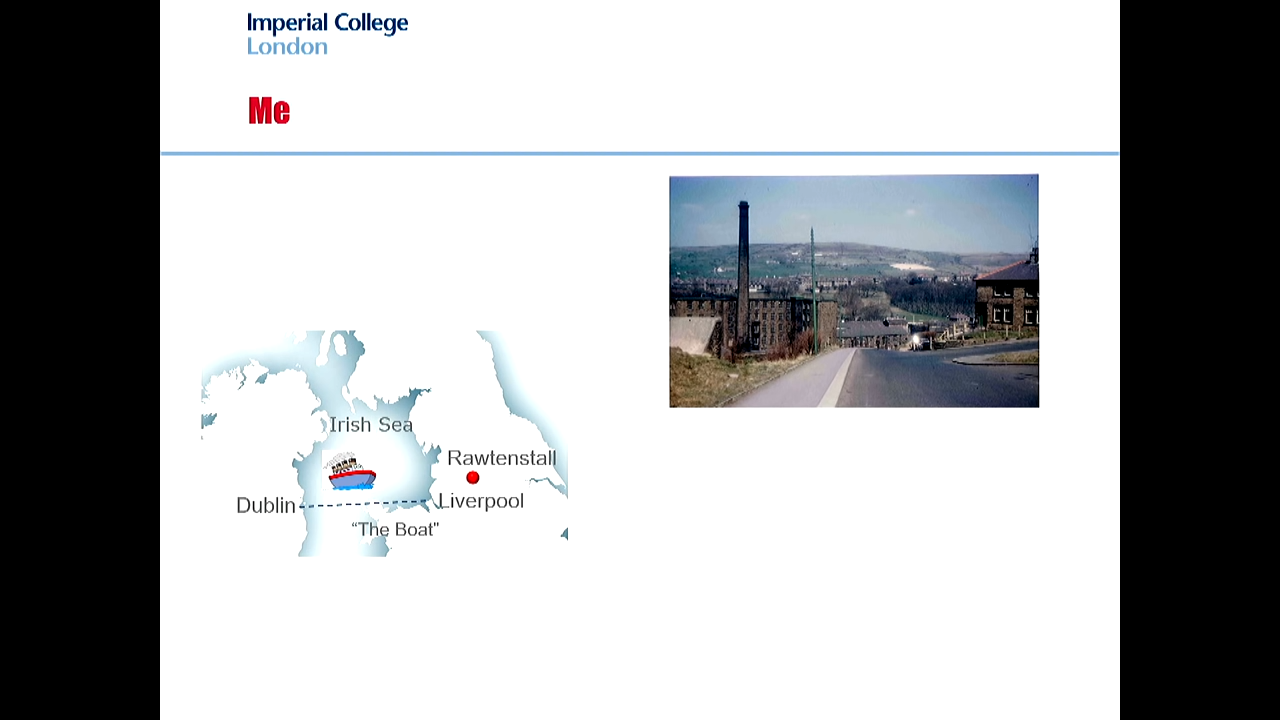 Imperial College
London
Me
Irish Sea
Rawtenstall
Dublin
Liverpool
“The Boat"